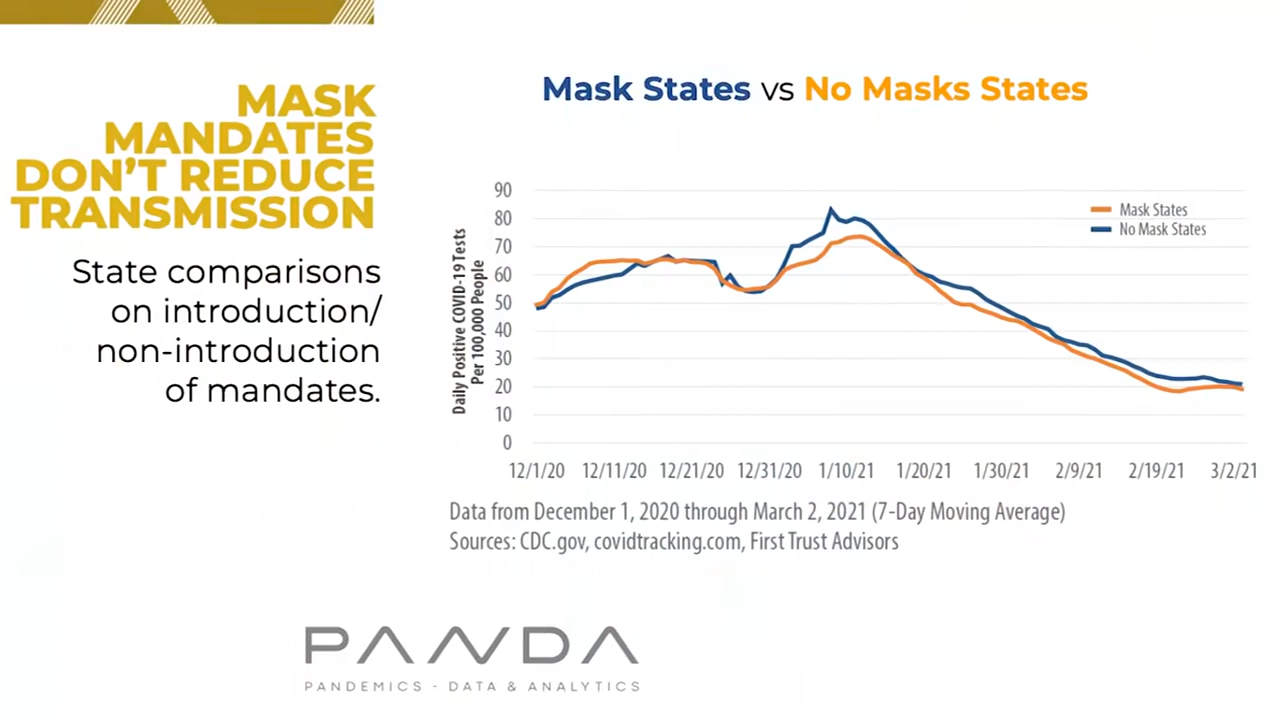 MASK
MANDATES
DON'T REDUCE
TRANSMISSION
State comparisons
on introduction/
non-introduction
of mandates.
Mask States vs No Masks States
Daily Positive COVID-19 Tests
Per 100,000 People
90
80
70
60
50
40
30
20
10
0
Mask States
No Mask States
12/1/20 12/11/20 12/21/20 12/31/20 1/10/21 1/20/21 1/30/21 2/9/21 2/19/21 3/2/21
Data from December 1, 2020 through March 2, 2021 (7-Day Moving Average)
Sources: CDC.gov, covidtracking.com, First Trust Advisors
PANDA
PANDEMICS - DATA & ANALYTICS